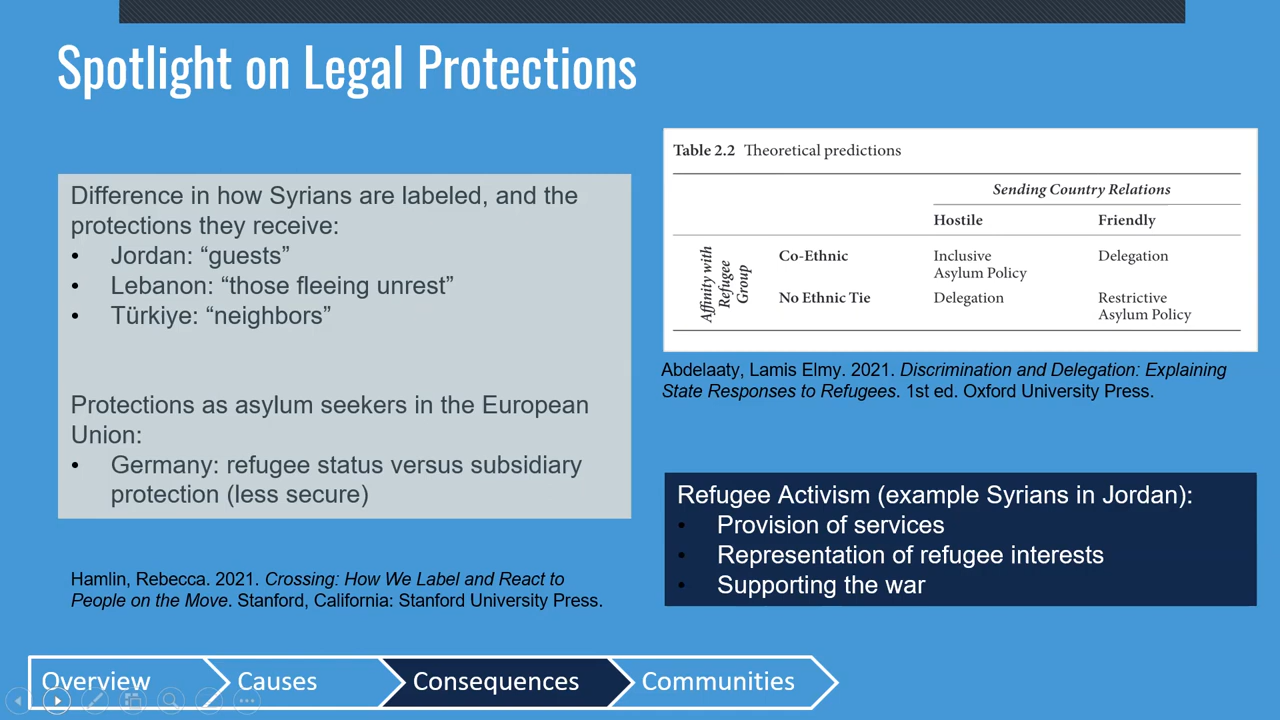 Spotlight on Legal Protections
Difference in how Syrians are labeled, and the
protections they receive:
• Jordan: “guests”
• Lebanon: “those fleeing unrest”
• Türkiye: “neighbors”
Protections as asylum seekers in the European
Union:
• Germany: refugee status versus subsidiary
protection (less secure)
Hamlin, Rebecca. 2021. Crossing: How We Label and React to
People on the Move. Stanford, California: Stanford University Press.
Table 2.2 Theoretical predictions
Sending Country Relations
Hostile Friendly
Affinity with
Refugee
Group
Co-Ethnic Inclusive Delegation
Asylum Policy
No Ethnic Tie Delegation Restrictive
Asylum Policy
Abdelaaty, Lamis Elmy. 2021. Discrimination and Delegation: Explaining
State Responses to Refugees. 1st ed. Oxford University Press.
Refugee Activism (example Syrians in Jordan):
• Provision of services
• Representation of refugee interests
• Supporting the war
Overview Causes Consequences Communities